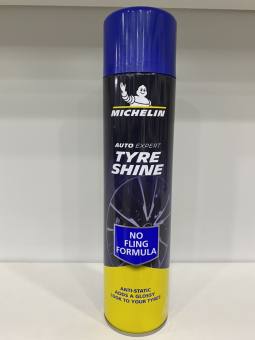 MICHELIN
AUTO EXPERT
TYRE
SHINE
NO
FLING
FORMULA
ANTI-STATIC
ADDS A GLOSSY
LOOK TO YOUR TYRES